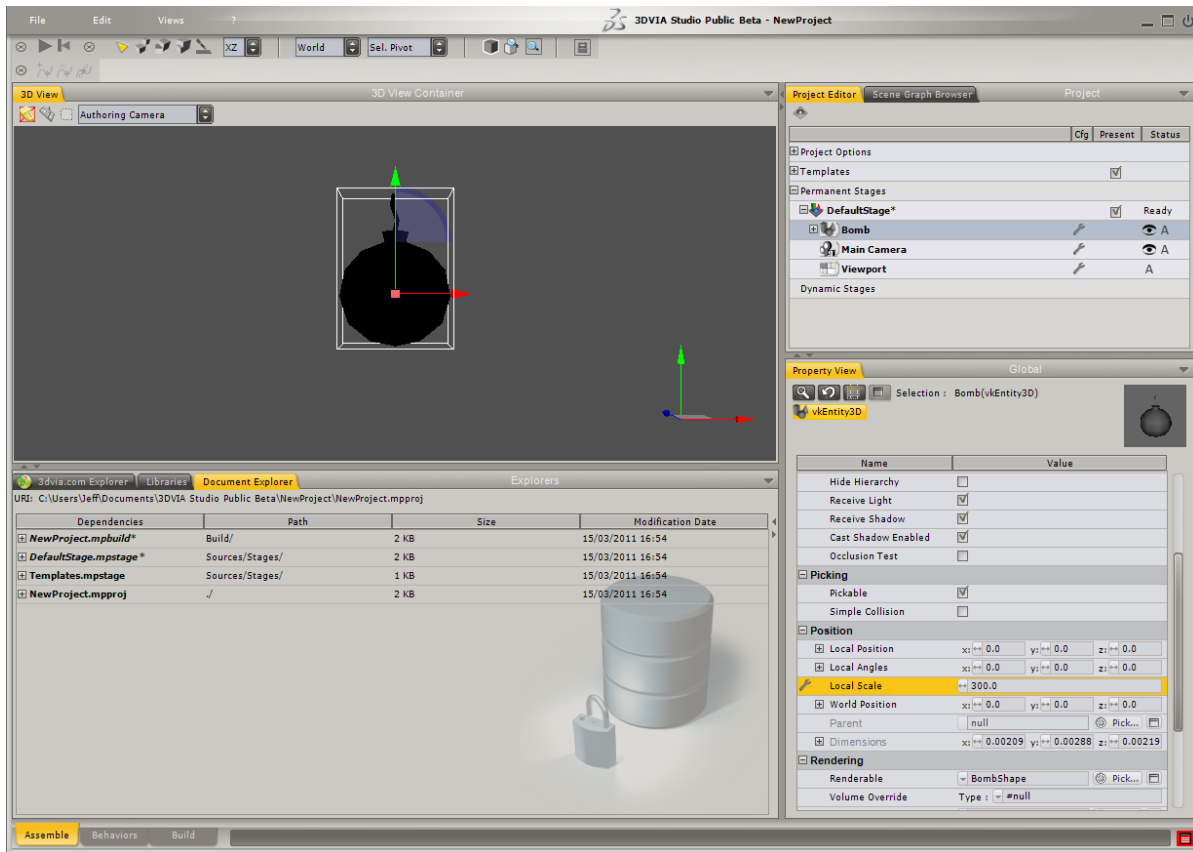 File Edit Views ? 3DVIA Studio Public Beta - NewProject
XZ World Sel. Pivot
3D View 3D View Container
Authoring Camera
Project Editor Scene Graph Browser Project
Cfg Present Status
Project Options
Templates
Permanent Stages
DefaultStage* Ready
Bomb A
Main Camera A
Viewport A
Dynamic Stages
Property View Global
Selection : Bomb(vkEntity3D)
vkEntity3D
Name Value
Hide Hierarchy
Receive Light
Receive Shadow
Cast Shadow Enabled
Occlusion Test
Picking
Pickable
Simple Collision
Position
Local Position x: 0.0 y: 0.0 z: 0.0
Local Angles x: 0.0 y: 0.0 z: 0.0
Local Scale 300.0
World Position x: 0.0 y: 0.0 z: 0.0
Parent null Pick...
Dimensions x: 0.00209 y: 0.00288 z: 0.00219
Rendering
Renderable BombShape Pick...
Volume Override Type : #null
3dvia.com Explorer Libraries Document Explorer Explorers
URI: C:\Users\Jeff\Documents\3DVIA Studio Public Beta\NewProject\NewProject.mpproj
Dependencies Path Size Modification Date
NewProject.mpbuild* Build/ 2 KB 15/03/2011 16:54
DefaultStage.mpstage* Sources/Stages/ 2 KB 15/03/2011 16:54
Templates.mpstage Sources/Stages/ 1 KB 15/03/2011 16:54
NewProject.mpproj ./ 2 KB 15/03/2011 16:54
Assemble Behaviors Build